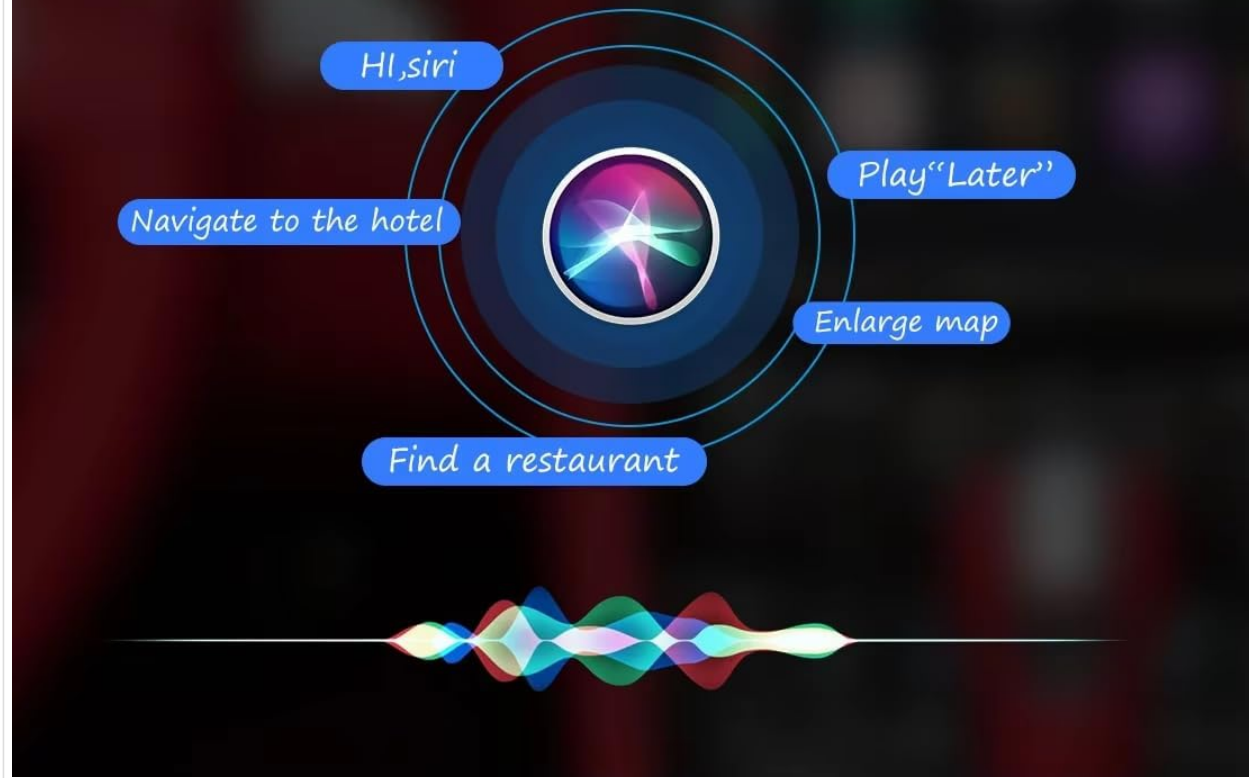 HI,siri
Play“Later”
Navigate to the hotel
Enlarge map
Find a restaurant